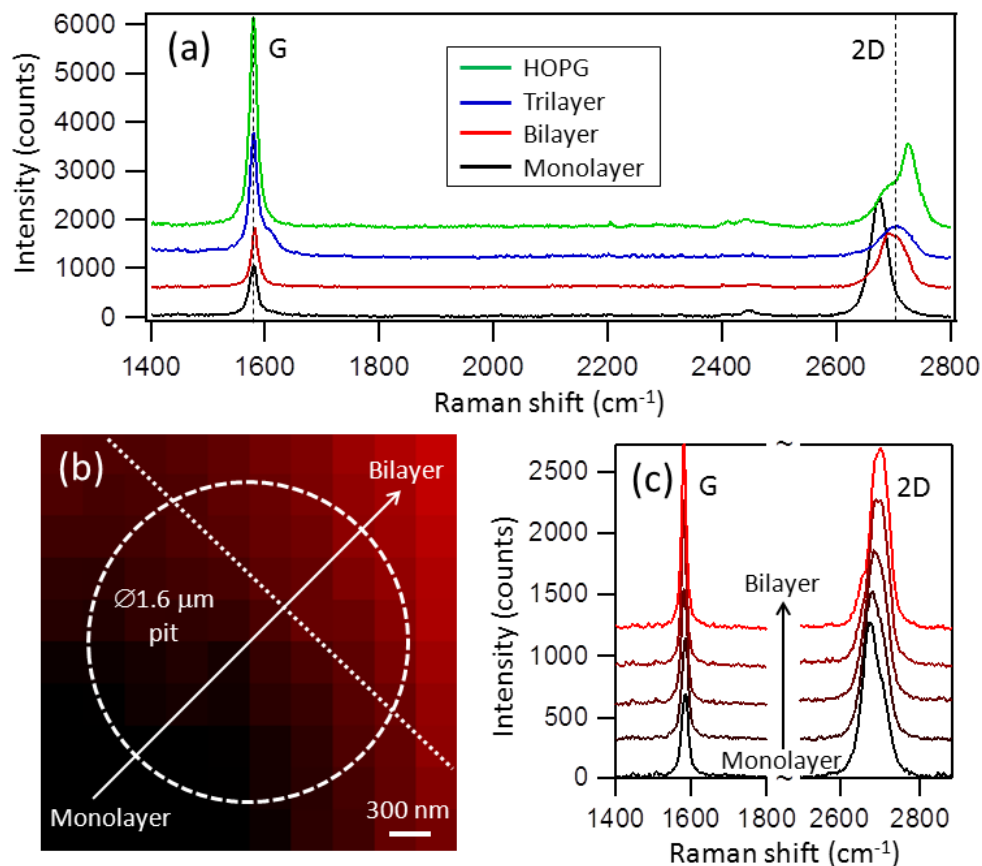 (a)
G
2D
HOPG
Trilayer
Bilayer
Monolayer
Intensity (counts)
6000
5000
4000
3000
2000
1000
0
1400 1600 1800 2000 2200 2400 2600 2800
Raman shift (cm⁻¹)
(b)
Bilayer
∅1.6 μm
pit
Monolayer
300 nm
(c)
G
~
2D
Intensity (counts)
2500
2000
1500
1000
500
0
Bilayer
Monolayer
~
1400 1600 1800 2600 2800
Raman shift (cm⁻¹)